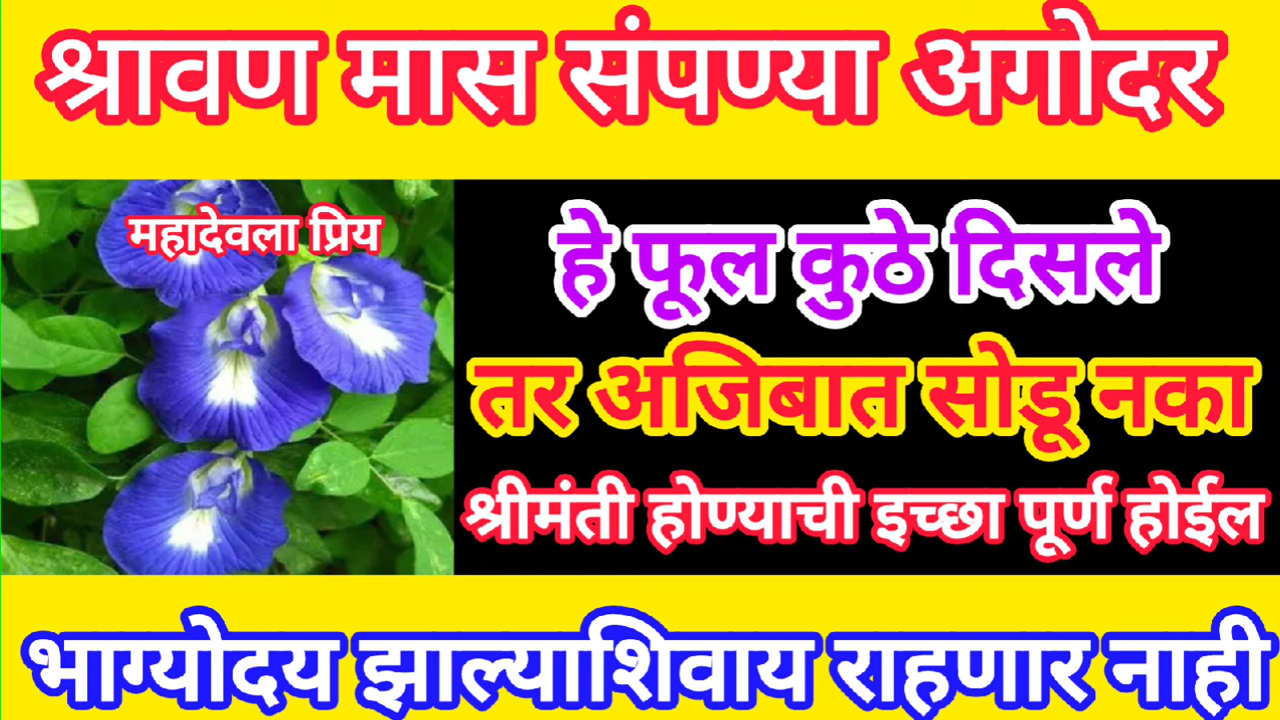 श्रावण मास संपण्या अगोदर
महादेवला प्रिय
हे फूल कुठे दिसले
तर अजिबात सोडू नका
श्रीमंती होण्याची इच्छा पूर्ण होईल
भाग्योदय झाल्याशिवाय राहणार नाही